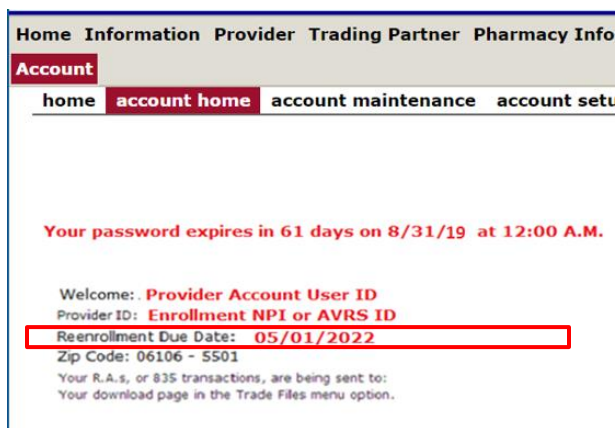 Home Information Provider Trading Partner Pharmacy Info
Account
home account home account maintenance account setu
Your password expires in 61 days on 8/31/19 at 12:00 A.M.
Welcome: Provider Account User ID
Provider ID: Enrollment NPI or AVRS ID
Reenrollment Due Date: 05/01/2022
Zip Code: 06106 - 5501
Your R.A.s, or 835 transactions, are being sent to:
Your download page in the Trade Files menu option.